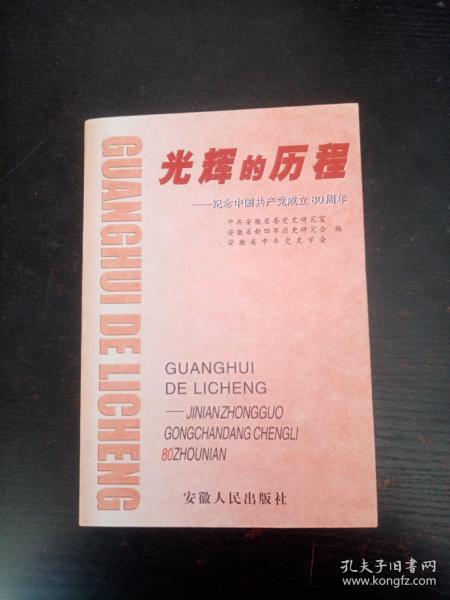 GUANGHUI DE LICHENG
光辉的历程
——纪念中国共产党成立80周年
中共安徽省委党史研究室
安徽省新四军历史研究会 编
安徽省中共党史学会
GUANGHUI
DE LICHENG
—JINIANZHONGGUO
GONGCHANDANG CHENGLI
80ZHOUNIAN
安徽人民出版社
孔夫子旧书网
www.kongfz.com